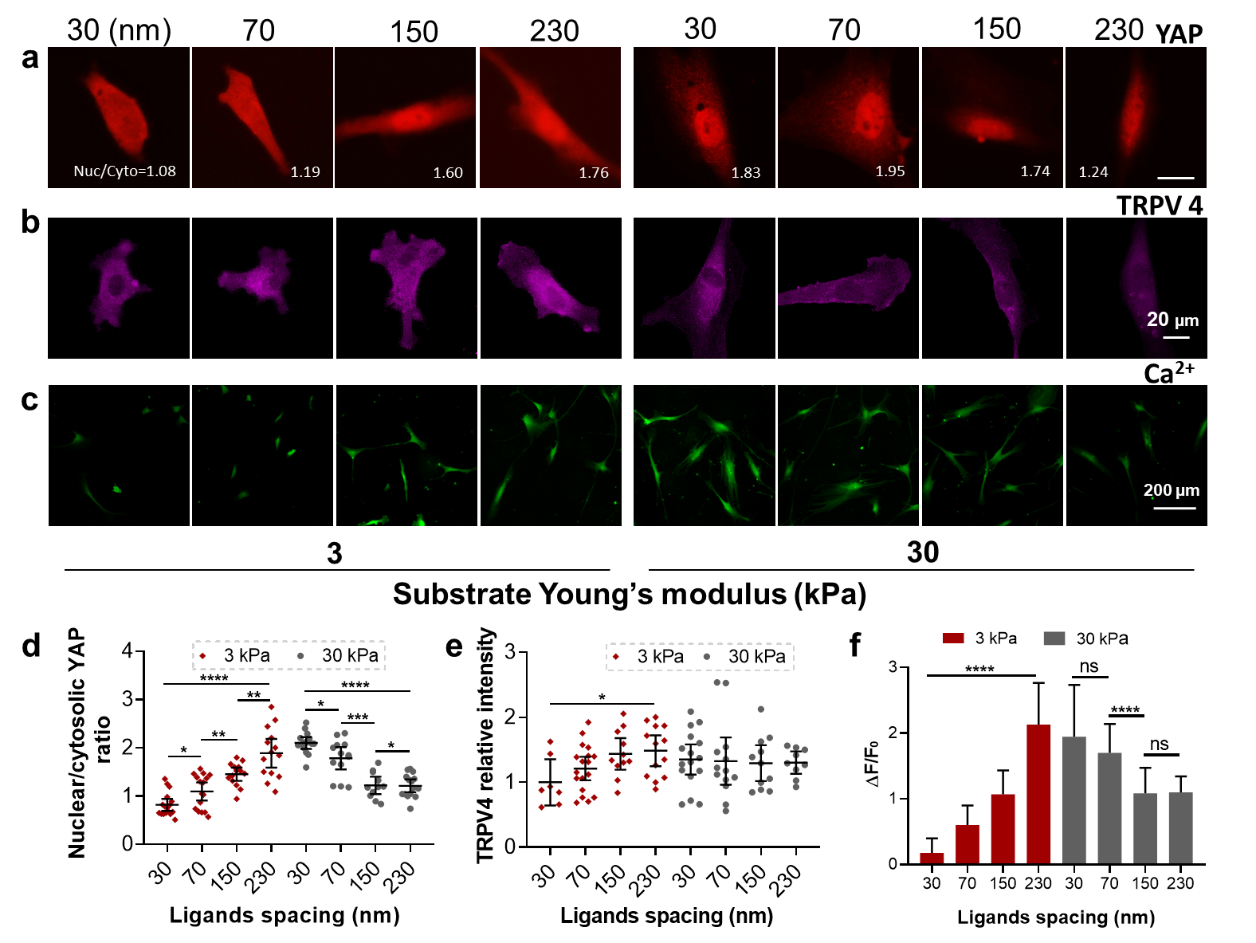 30 (nm) 70 150 230 30 70 150 230 YAP
a
Nuc/Cyto=1.08 1.19 1.60 1.76 1.83 1.95 1.74 1.24
TRPV 4
b
20 µm
Ca²⁺
c
200 µm
3 30
Substrate Young's modulus (kPa)
d
Nuclear/cytosolic YAP
ratio
3 kPa 30 kPa
4
3
2
1
0
****
*
**
**
****
*
***
*
30 70 150 230 30 70 150 230
Ligands spacing (nm)
e
TRPV4 relative intensity
3 kPa 30 kPa
3
2
1
0
*
30 70 150 230 30 70 150 230
Ligands spacing (nm)
f
3 kPa 30 kPa
ΔF/F₀
3
2
1
0
****
ns
****
ns
30 70 150 230 30 70 150 230
Ligands spacing (nm)